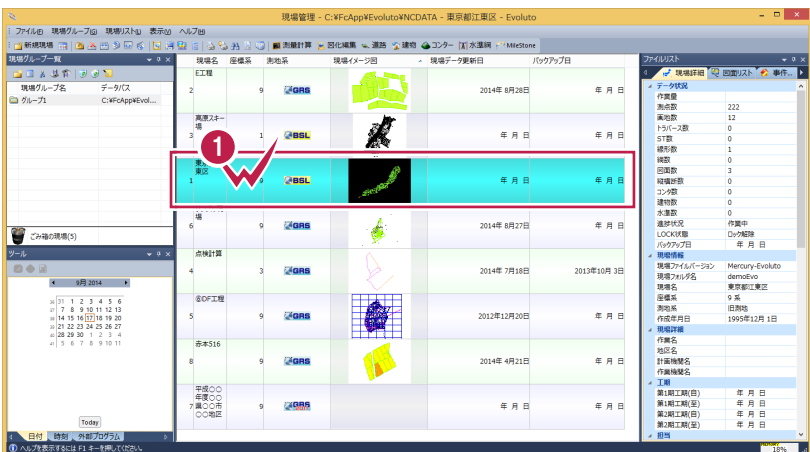 現場管理 - C:¥FcApp¥Evoluto¥NCDATA - 東京都江東区 - Evoluto
ファイル(F) 現場グループ(G) 現場リスト(L) 表示(V) ヘルプ(H)
新規現場 測量計算 図化編集 道路 建物 コンター 水準網 MileStone
現場グループ一覧
現場グループ名 データパス
グループ1 C:¥FcApp¥Evol...
ごみ箱の現場(5)
ツール
9月 2014
36 31 1 2 3 4 5 6
37 7 8 9 10 11 12 13
38 14 15 16 17 18 19 20
39 21 22 23 24 25 26 27
40 28 29 30 1 2 3 4
41 5 6 7 8 9 10 11
Today
日付 時刻 外部プログラム
現場名 座標系 測地系 現場イメージ図 現場データ更新日 バックアップ日
E工程
2 9 GRS 2014年 8月28日 年 月 日
高原スキー
場
3 1 BSL 年 月 日 年 月 日
1
東京
東区
1 9 BSL 年 月 日 年 月 日
場
6 9 GRS 2014年 8月27日 年 月 日
点検計算
4 3 GRS 2014年 7月18日 2013年10月 3日
⑥DF工程
5 9 GRS 2012年12月20日 年 月 日
赤本516
8 9 GRS 2014年 4月21日 年 月 日
平成○○
年度○○
7 県○○市 9 GRS 年 月 日 年 月 日
○○地区
ファイルリスト
現場詳細 図面リスト 事件...
データ状況
作業量
測点数 222
画地数 12
トラバース数 0
ST数 0
線形数 1
横数 0
図面数 3
縦横断数 0
コンタ数 0
建物数 0
水準数 0
進捗状況 作業中
LOCK状態 ロック解除
バックアップ日 年 月 日
現場情報
現場ファイルバージョン Mercury-Evoluto
現場フォルダ名 demoEvo
現場名 東京都江東区
座標系 9 系
測地系 旧測地
作成年月日 1995年12月 1日
現場詳細
作業名
地区名
計画機関名
作業機関名
工期
第1期工期(自) 年 月 日
第1期工期(至) 年 月 日
第2期工期(自) 年 月 日
第2期工期(至) 年 月 日
担当
ヘルプを表示するには F1 キーを押してください。
18%